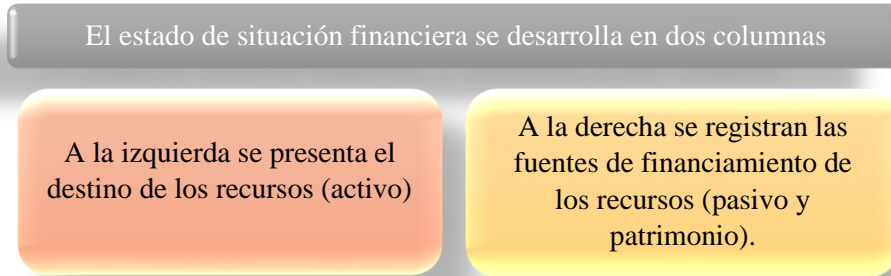 El estado de situación financiera se desarrolla en dos columnas
A la izquierda se presenta el
destino de los recursos (activo)
A la derecha se registran las
fuentes de financiamiento de
los recursos (pasivo y
patrimonio).